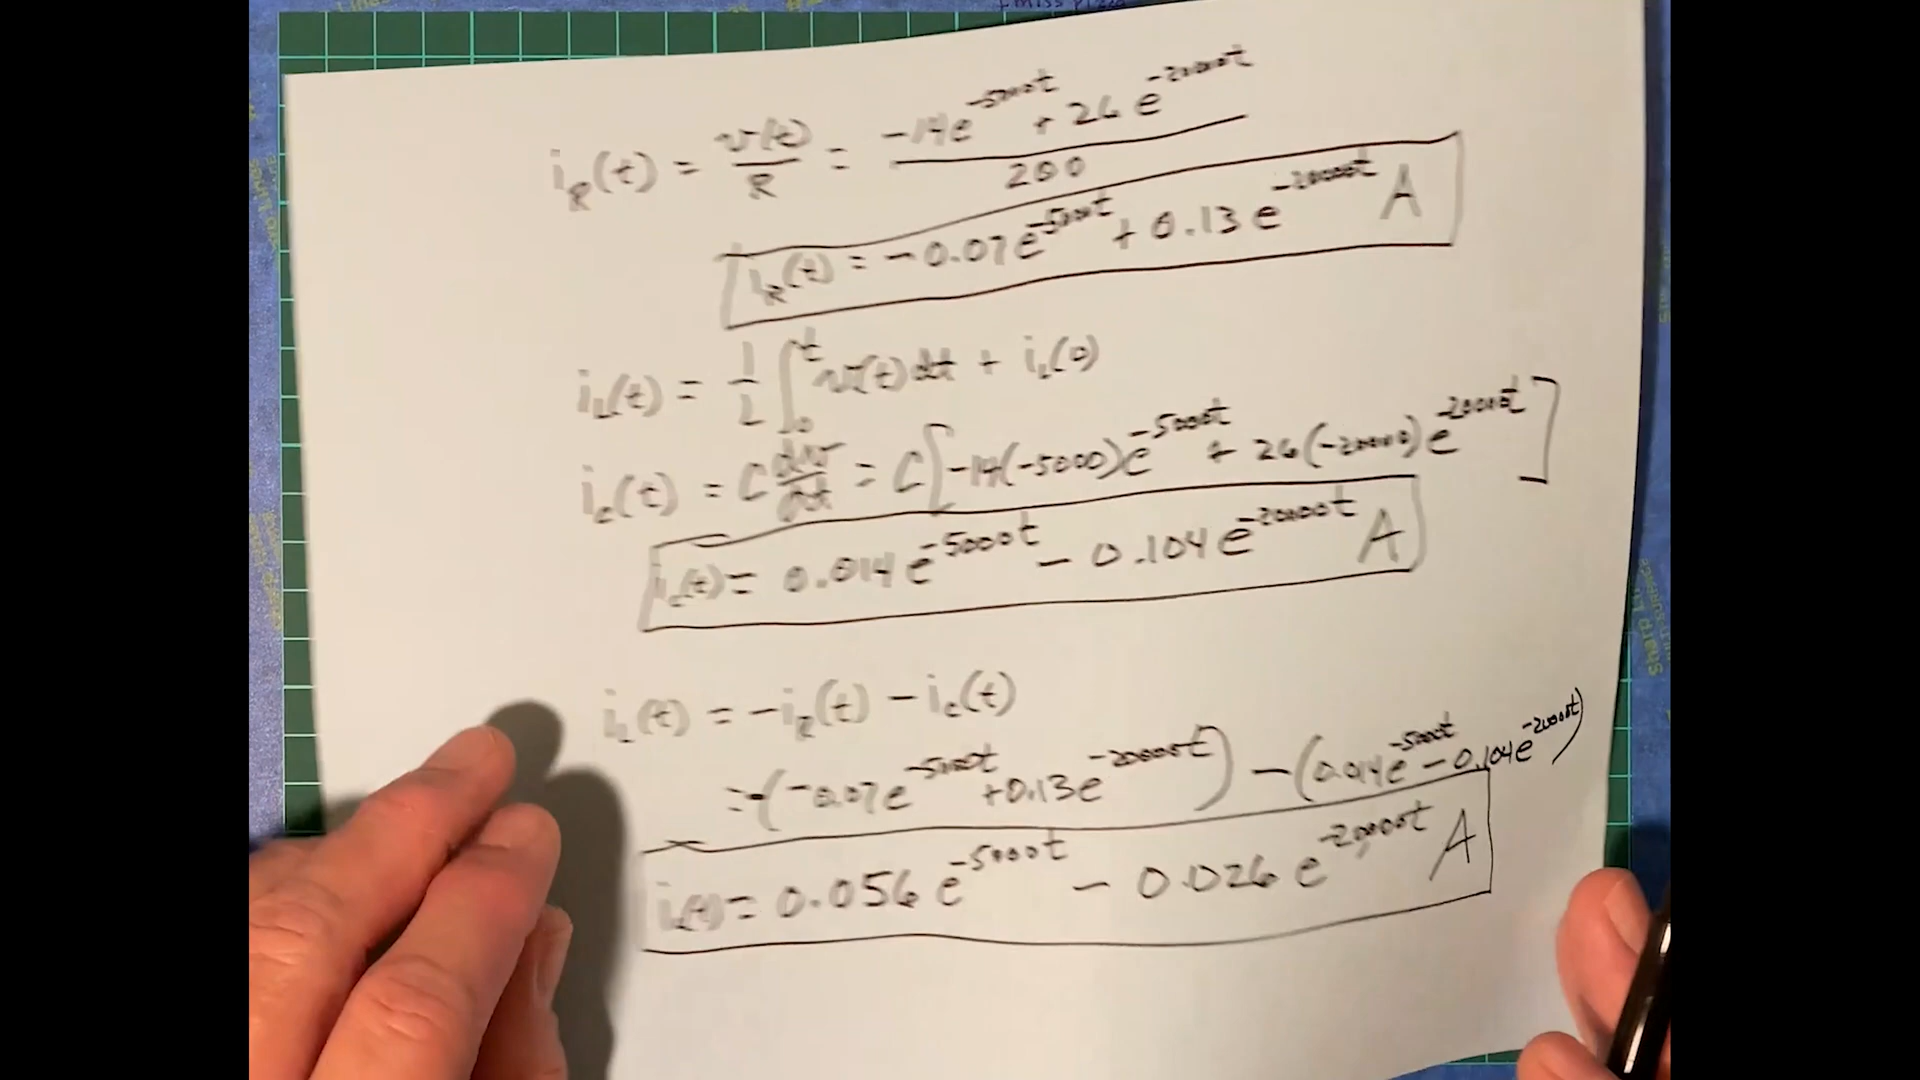 i_R(t) = v(t)/R = (-14e^-5000t + 26e^-20000t)/200
i_R(t) = -0.07e^-5000t + 0.13e^-20000t A
i_L(t) = 1/L ∫_0^t v(t)dt + i_L(0)
i_c(t) = C dv/dt = C[-14(-5000)e^-5000t + 26(-20000)e^-20000t]
i_c(t) = 0.014e^-5000t - 0.104e^-20000t A
i_L(t) = -i_R(t) - i_c(t)
= -(-0.07e^-5000t + 0.13e^-20000t) - (0.014e^-5000t - 0.104e^-20000t)
i_L(t) = 0.056e^-5000t - 0.026e^-20,000t A